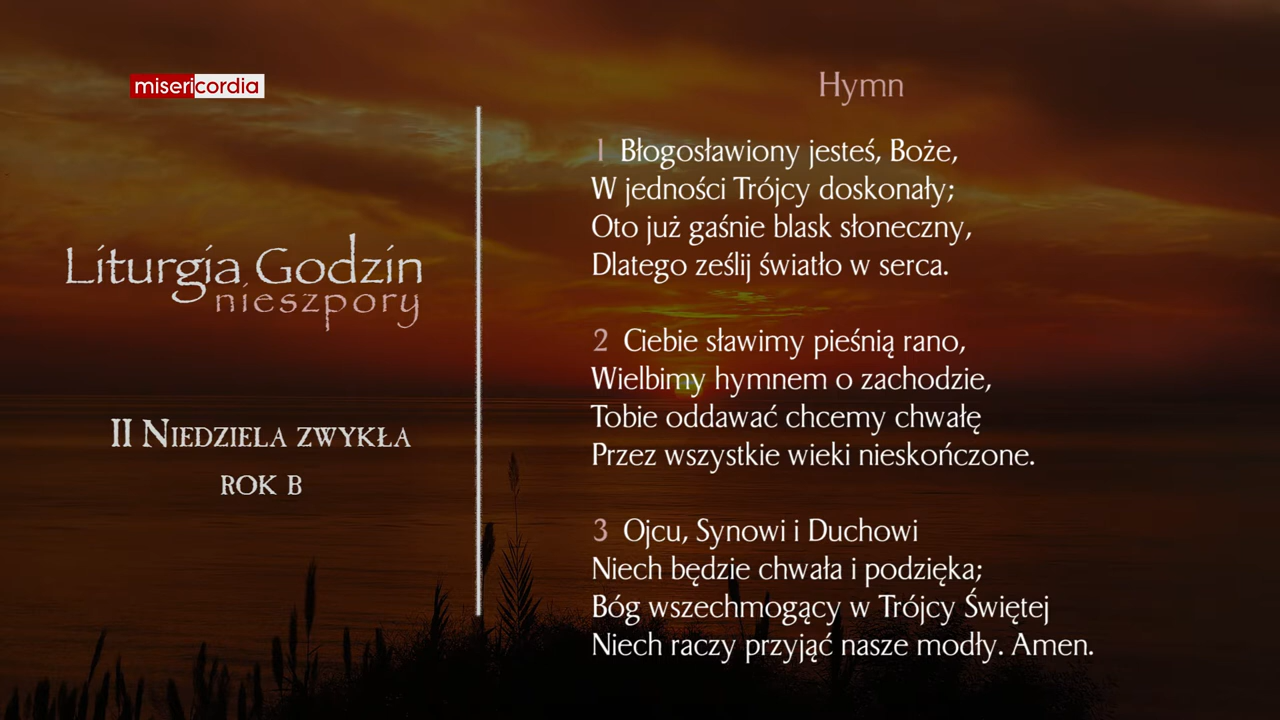 misericordia
Liturgia Godzin
nieszpory
II Niedziela zwykła
rok B
Hymn
1 Błogosławiony jesteś, Boże,
W jedności Trójcy doskonały;
Oto już gaśnie blask słoneczny,
Dlatego ześlij światło w serca.
2 Ciebie sławimy pieśnią rano,
Wielbimy hymnem o zachodzie,
Tobie oddawać chcemy chwałę
Przez wszystkie wieki nieskończone.
3 Ojcu, Synowi i Duchowi
Niech będzie chwała i podzięka;
Bóg wszechmogący w Trójcy Świętej
Niech raczy przyjąć nasze modły. Amen.